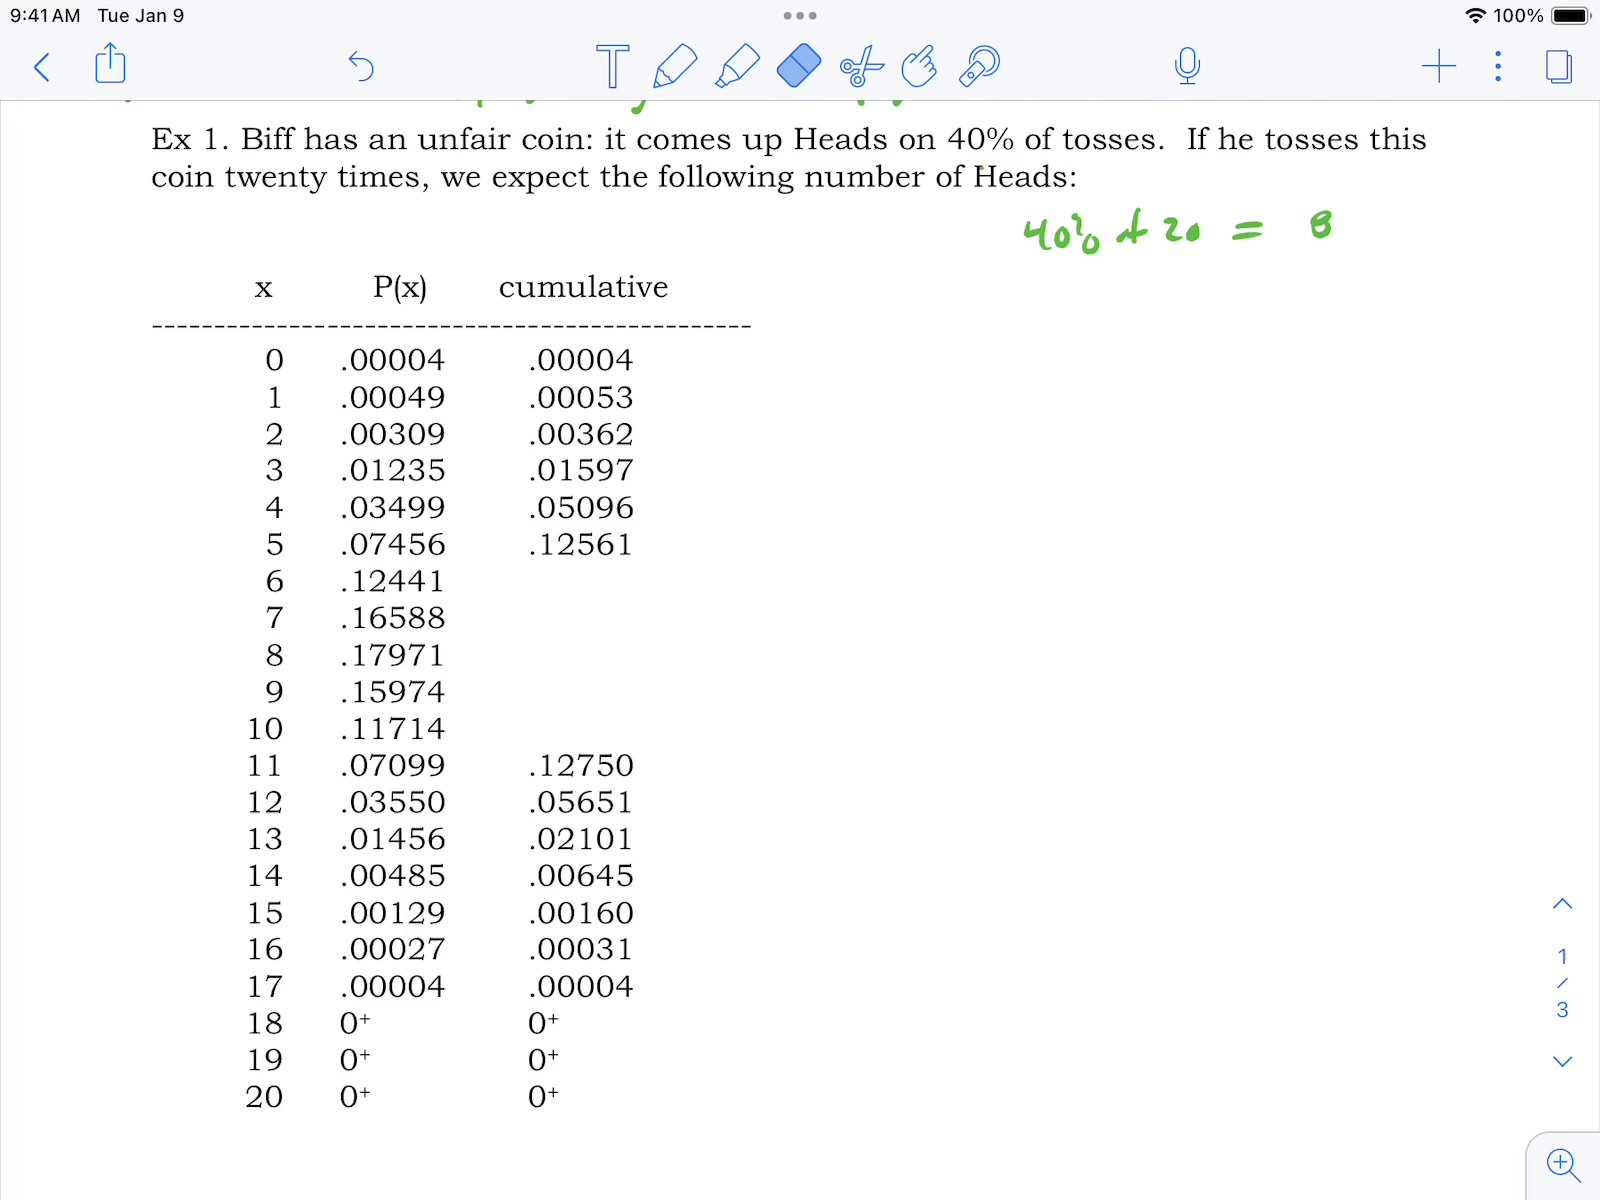 9:41 AM Tue Jan 9
100%
Ex 1. Biff has an unfair coin: it comes up Heads on 40% of tosses. If he tosses this
coin twenty times, we expect the following number of Heads:
40% of 20 = 8
x P(x) cumulative
------------------------------------------------
0 .00004 .00004
1 .00049 .00053
2 .00309 .00362
3 .01235 .01597
4 .03499 .05096
5 .07456 .12561
6 .12441
7 .16588
8 .17971
9 .15974
10 .11714
11 .07099 .12750
12 .03550 .05651
13 .01456 .02101
14 .00485 .00645
15 .00129 .00160
16 .00027 .00031
17 .00004 .00004
18 0⁺ 0⁺
19 0⁺ 0⁺
20 0⁺ 0⁺
1
/
3